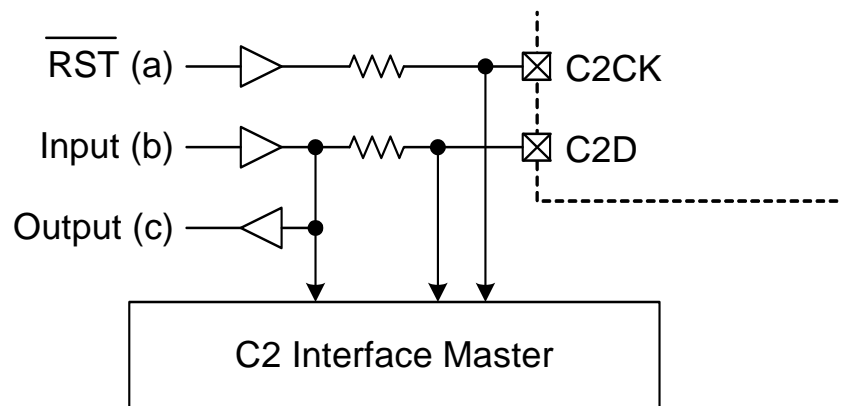 RST (a)
C2CK
Input (b)
C2D
Output (c)
C2 Interface Master